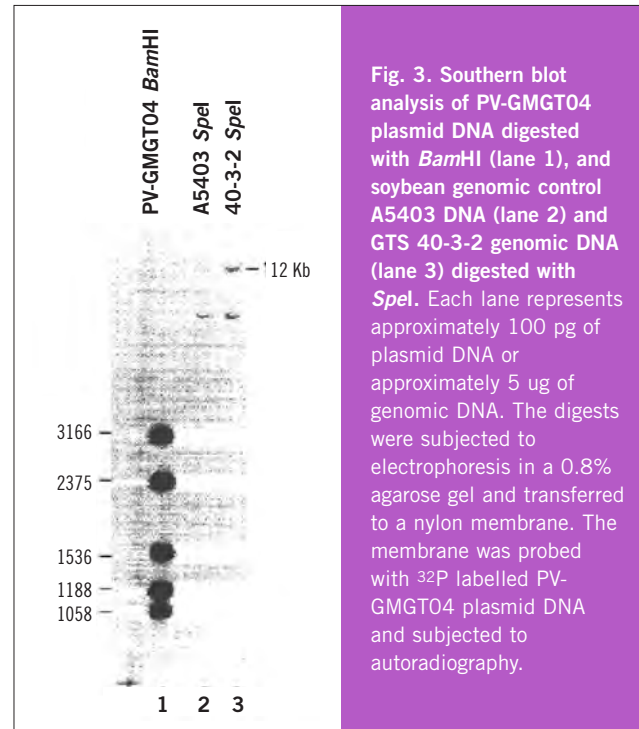 PV-GMGT04 BamHI
A5403 SpeI
40-3-2 SpeI
12 Kb
3166
2375
1536
1188
1058
1 2 3
Fig. 3. Southern blot
analysis of PV-GMGT04
plasmid DNA digested
with BamHI (lane 1), and
soybean genomic control
A5403 DNA (lane 2) and
GTS 40-3-2 genomic DNA
(lane 3) digested with
SpeI. Each lane represents
approximately 100 pg of
plasmid DNA or
approximately 5 ug of
genomic DNA. The digests
were subjected to
electrophoresis in a 0.8%
agarose gel and transferred
to a nylon membrane. The
membrane was probed
with ³²P labelled PV-
GMGT04 plasmid DNA
and subjected to
autoradiography.